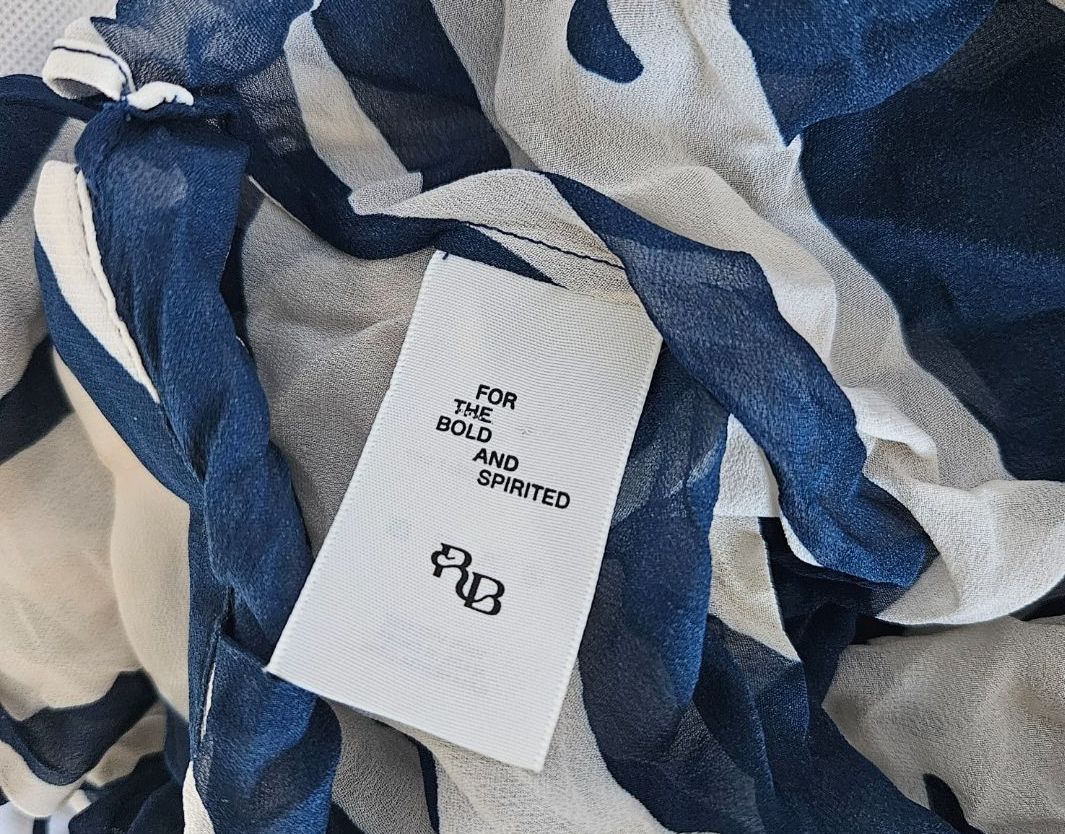 FOR
THE
BOLD
AND
SPIRITED
RB